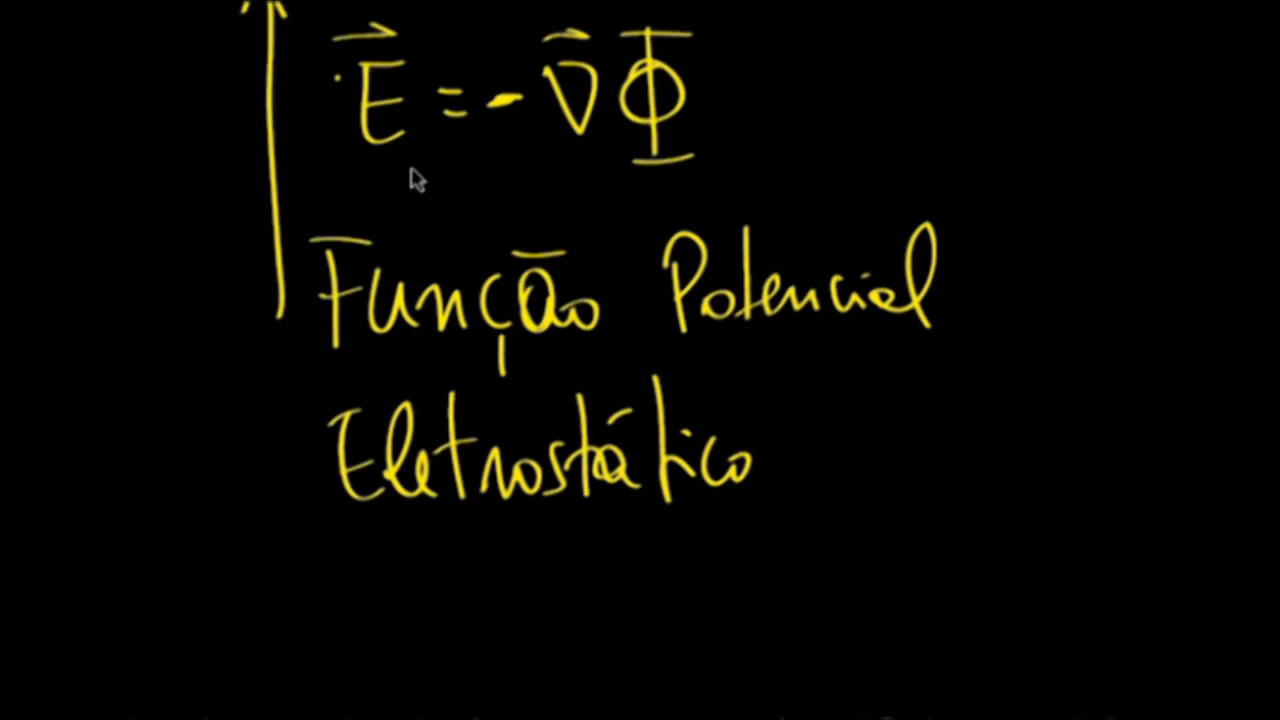 E⃗ = -∇⃗Φ
Função Potencial
Eletrostático